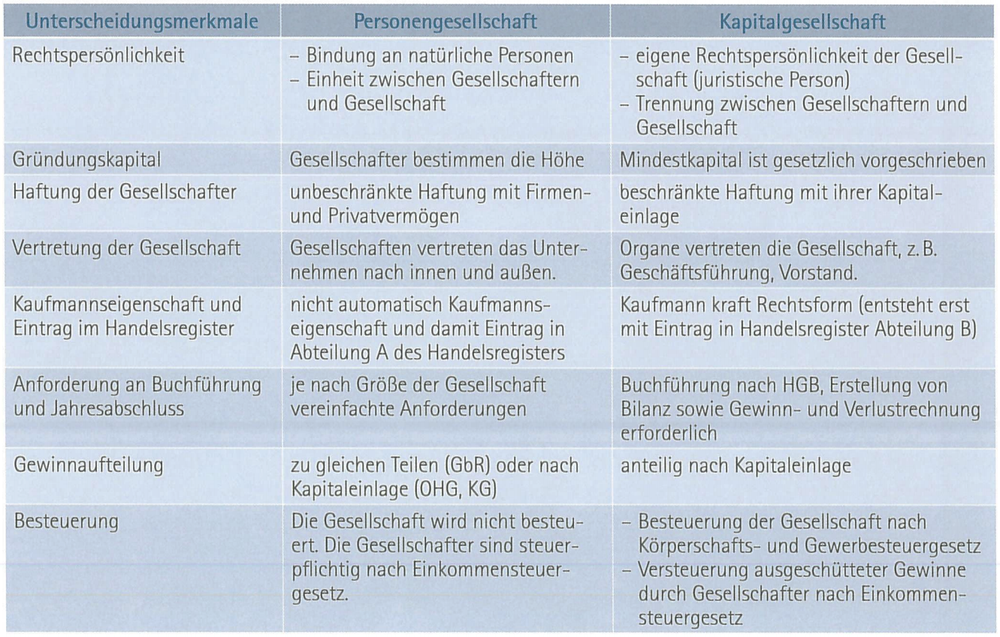 Unterscheidungsmerkmale
Personengesellschaft
Kapitalgesellschaft
Rechtspersönlichkeit
– Bindung an natürliche Personen
– Einheit zwischen Gesellschaftern
und Gesellschaft
– eigene Rechtspersönlichkeit der Gesell-
schaft (juristische Person)
– Trennung zwischen Gesellschaftern und
Gesellschaft
Gründungskapital
Gesellschafter bestimmen die Höhe
Mindestkapital ist gesetzlich vorgeschrieben
Haftung der Gesellschafter
unbeschränkte Haftung mit Firmen-
und Privatvermögen
beschränkte Haftung mit ihrer Kapital-
einlage
Vertretung der Gesellschaft
Gesellschaften vertreten das Unter-
nehmen nach innen und außen.
Organe vertreten die Gesellschaft, z. B.
Geschäftsführung, Vorstand.
Kaufmannseigenschaft und
Eintrag im Handelsregister
nicht automatisch Kaufmanns-
eigenschaft und damit Eintrag in
Abteilung A des Handelsregisters
Kaufmann kraft Rechtsform (entsteht erst
mit Eintrag in Handelsregister Abteilung B)
Anforderung an Buchführung
und Jahresabschluss
je nach Größe der Gesellschaft
vereinfachte Anforderungen
Buchführung nach HGB, Erstellung von
Bilanz sowie Gewinn- und Verlustrechnung
erforderlich
Gewinnaufteilung
zu gleichen Teilen (GbR) oder nach
Kapitaleinlage (OHG, KG)
anteilig nach Kapitaleinlage
Besteuerung
Die Gesellschaft wird nicht besteu-
ert. Die Gesellschafter sind steuer-
pflichtig nach Einkommensteuer-
gesetz.
– Besteuerung der Gesellschaft nach
Körperschafts- und Gewerbesteuergesetz
– Versteuerung ausgeschütteter Gewinne
durch Gesellschafter nach Einkommen-
steuergesetz